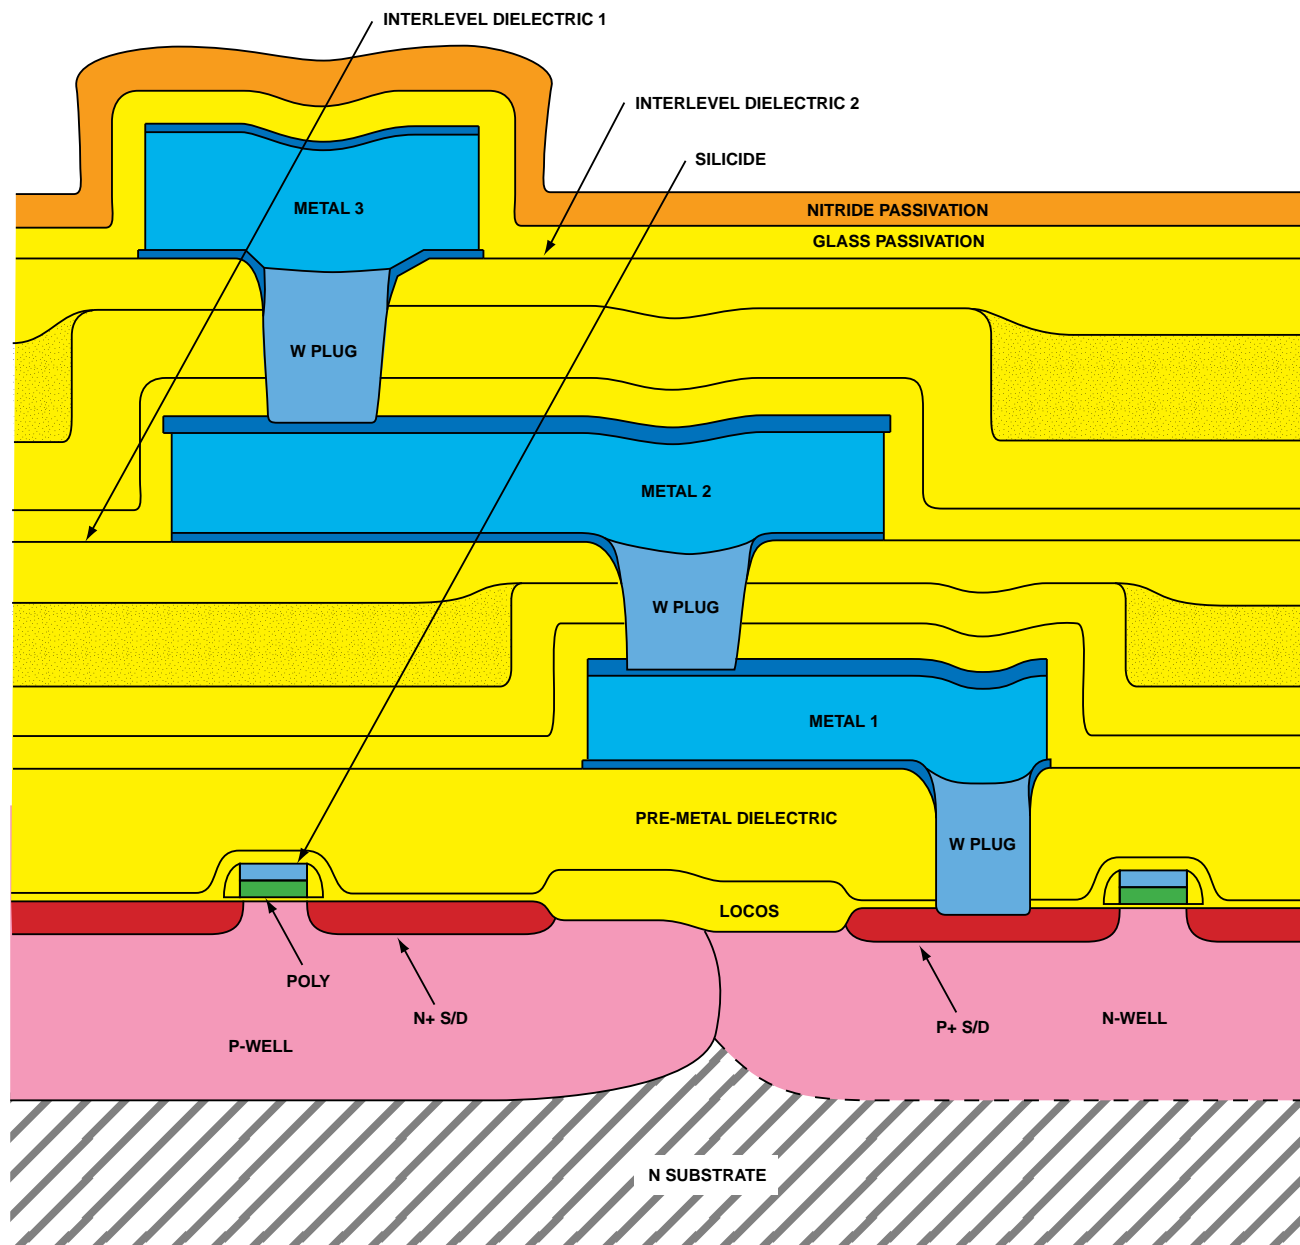 INTERLEVEL DIELECTRIC 1
INTERLEVEL DIELECTRIC 2
SILICIDE
METAL 3
NITRIDE PASSIVATION
GLASS PASSIVATION
W PLUG
METAL 2
W PLUG
METAL 1
PRE-METAL DIELECTRIC
W PLUG
LOCOS
POLY
N+ S/D
P+ S/D
N-WELL
P-WELL
N SUBSTRATE